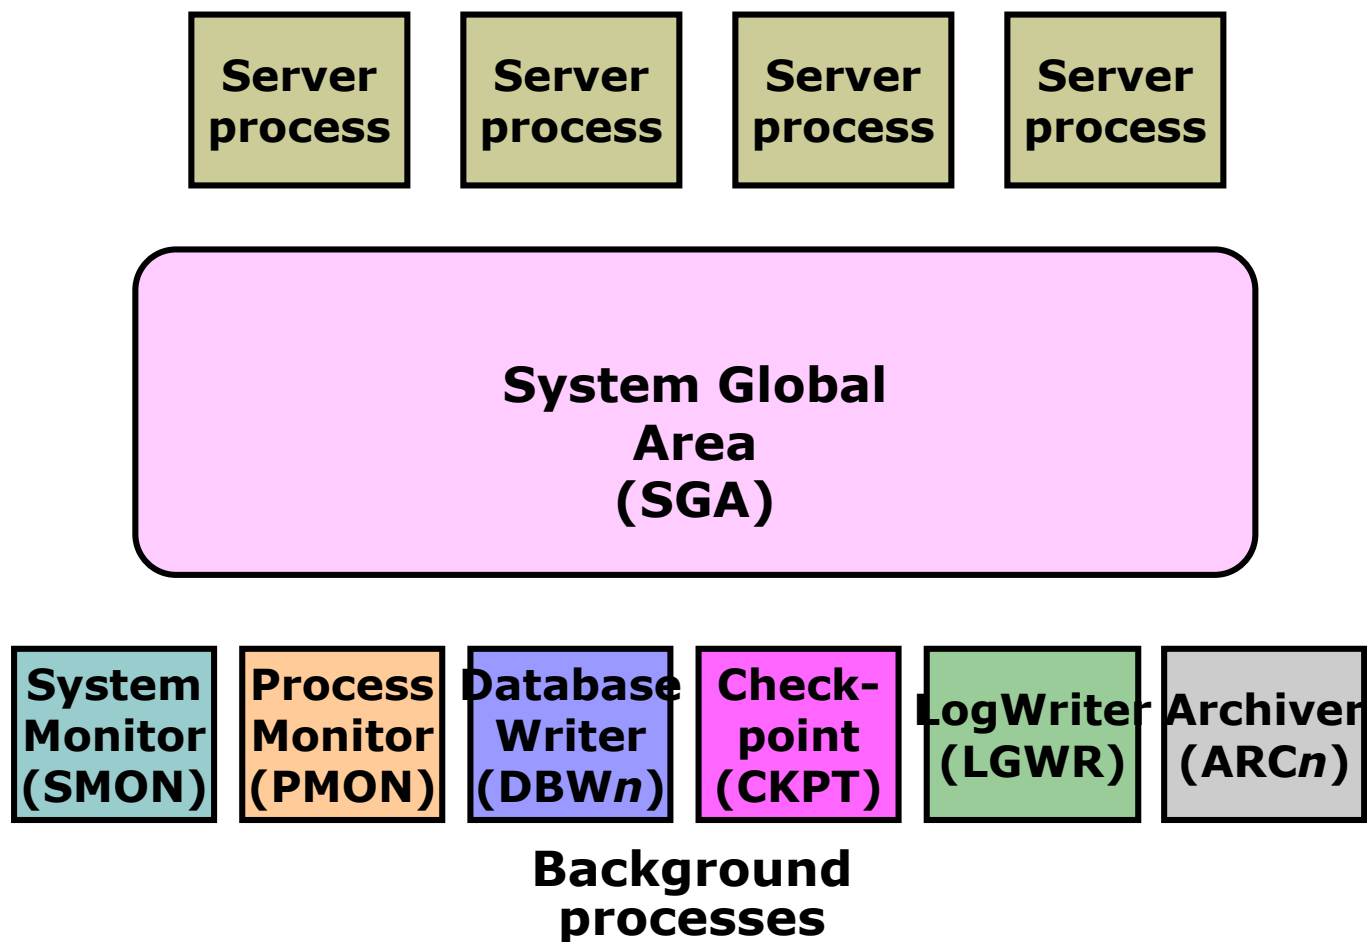 Server
process
Server
process
Server
process
Server
process
System Global
Area
(SGA)
System
Monitor
(SMON)
Process
Monitor
(PMON)
Database
Writer
(DBWn)
Check-
point
(CKPT)
LogWriter
(LGWR)
Archiver
(ARCn)
Background
processes